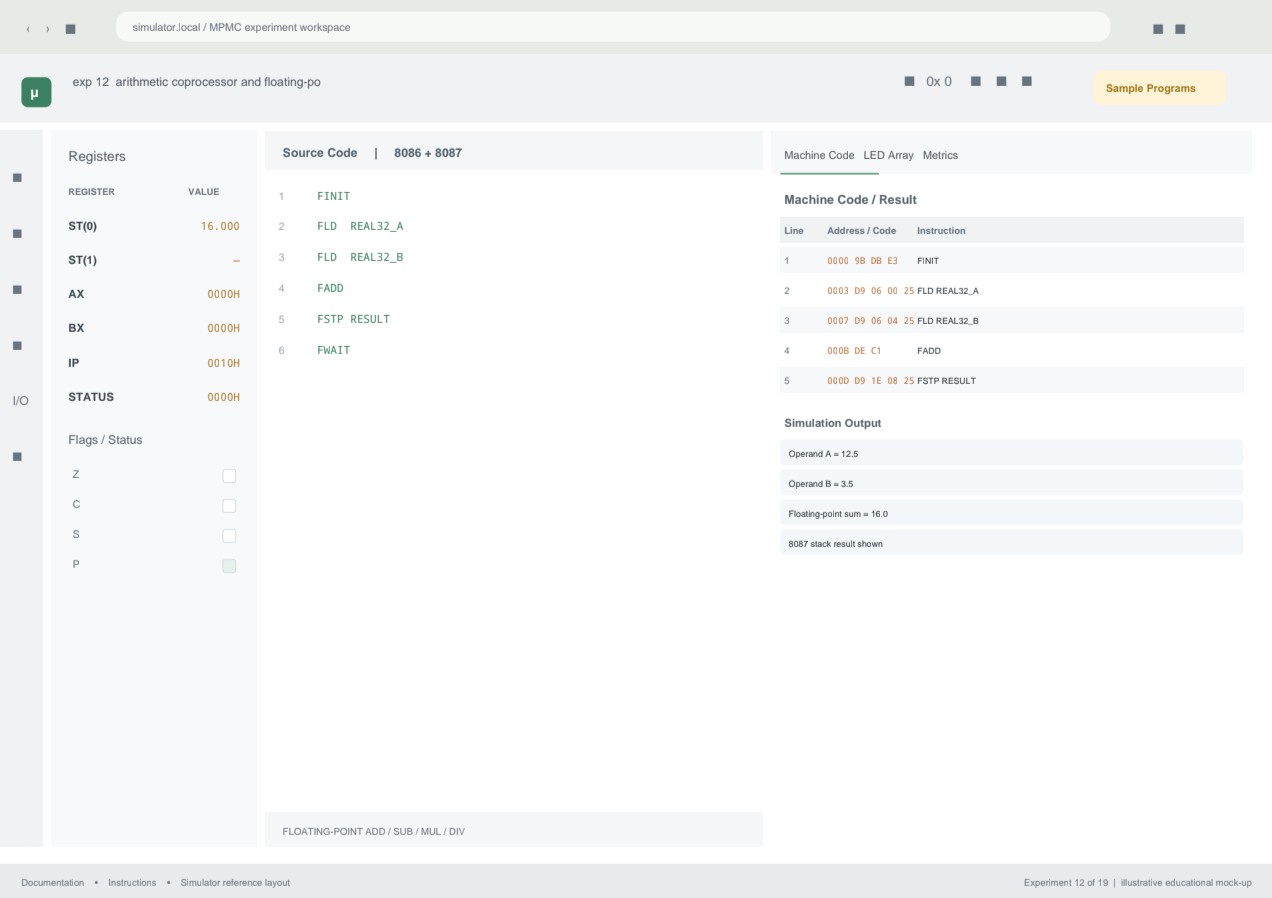 simulator.local / MPMC experiment workspace
µ
exp 12 arithmetic coprocessor and floating-po
0x 0
Sample Programs
I/O
Registers
REGISTER VALUE
ST(0) 16.000
ST(1) —
AX 0000H
BX 0000H
IP 0010H
STATUS 0000H
Flags / Status
Z
C
S
P
Source Code | 8086 + 8087
1 FINIT
2 FLD REAL32_A
3 FLD REAL32_B
4 FADD
5 FSTP RESULT
6 FWAIT
FLOATING-POINT ADD / SUB / MUL / DIV
Machine Code LED Array Metrics
Machine Code / Result
Line Address / Code Instruction
1 0000 9B DB E3 FINIT
2 0003 D9 06 00 25 FLD REAL32_A
3 0007 D9 06 04 25 FLD REAL32_B
4 000B DE C1 FADD
5 000D D9 1E 08 25 FSTP RESULT
Simulation Output
Operand A = 12.5
Operand B = 3.5
Floating-point sum = 16.0
8087 stack result shown
Documentation • Instructions • Simulator reference layout
Experiment 12 of 19 | illustrative educational mock-up